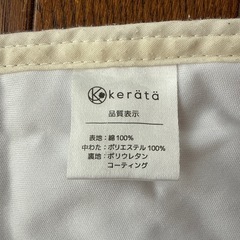 kerätä
品質表示
表地：綿100%
中わた：ポリエステル100%
裏地：ポリウレタン
コーティング